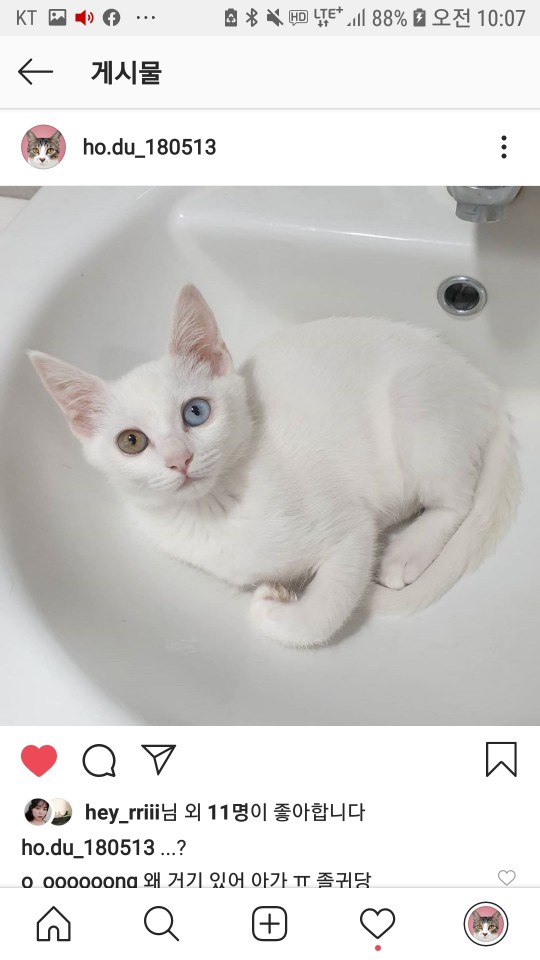 KT HD LTE+ 88% 오전 10:07
게시물
ho.du_180513
hey_rriii님 외 11명이 좋아합니다
ho.du_180513 ...?
o_oooooong 왜 거기 있어 아가 ㅠ 졸귀당